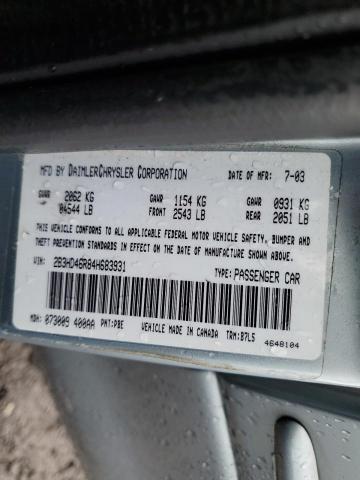 MFD BY DAIMLERCHRYSLER CORPORATION DATE OF MFR: 7-03
GVWR 2062 KG GAWR 1154 KG GAWR 0931 KG
04544 LB FRONT 2543 LB REAR 2051 LB
THIS VEHICLE CONFORMS TO ALL APPLICABLE FEDERAL MOTOR VEHICLE SAFETY, BUMPER AND
THEFT PREVENTION STANDARDS IN EFFECT ON THE DATE OF MANUFACTURE SHOWN ABOVE.
VIN: 2B3HD46R84H683931 TYPE: PASSENGER CAR
MDH: 073009 400AA PNT: PBE VEHICLE MADE IN CANADA TRM: B7L5
4648104